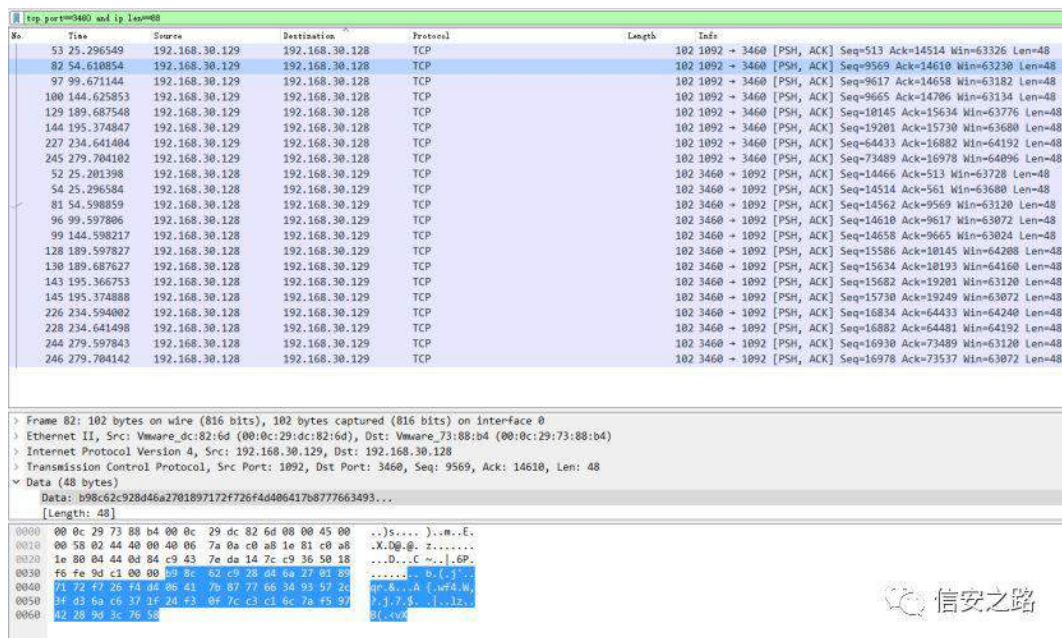 tcp.port==3460 and ip.len==88
No. Time Source Destination Protocol Length Info
53 25.296549 192.168.30.129 192.168.30.128 TCP 102 1092 → 3460 [PSH, ACK] Seq=513 Ack=14514 Win=63326 Len=48
82 54.610854 192.168.30.129 192.168.30.128 TCP 102 1092 → 3460 [PSH, ACK] Seq=9569 Ack=14610 Win=63230 Len=48
97 99.671144 192.168.30.129 192.168.30.128 TCP 102 1092 → 3460 [PSH, ACK] Seq=9617 Ack=14658 Win=63182 Len=48
100 144.625853 192.168.30.129 192.168.30.128 TCP 102 1092 → 3460 [PSH, ACK] Seq=9665 Ack=14706 Win=63134 Len=48
129 189.687548 192.168.30.129 192.168.30.128 TCP 102 1092 → 3460 [PSH, ACK] Seq=10145 Ack=15634 Win=63776 Len=48
144 195.374847 192.168.30.129 192.168.30.128 TCP 102 1092 → 3460 [PSH, ACK] Seq=19201 Ack=15730 Win=63680 Len=48
227 234.641404 192.168.30.129 192.168.30.128 TCP 102 1092 → 3460 [PSH, ACK] Seq=64433 Ack=16882 Win=64192 Len=48
245 279.704102 192.168.30.129 192.168.30.128 TCP 102 1092 → 3460 [PSH, ACK] Seq=73489 Ack=16978 Win=64096 Len=48
52 25.201398 192.168.30.128 192.168.30.129 TCP 102 3460 → 1092 [PSH, ACK] Seq=14466 Ack=513 Win=63728 Len=48
54 25.296584 192.168.30.128 192.168.30.129 TCP 102 3460 → 1092 [PSH, ACK] Seq=14514 Ack=561 Win=63680 Len=48
81 54.598859 192.168.30.128 192.168.30.129 TCP 102 3460 → 1092 [PSH, ACK] Seq=14562 Ack=9569 Win=63120 Len=48
96 99.597806 192.168.30.128 192.168.30.129 TCP 102 3460 → 1092 [PSH, ACK] Seq=14610 Ack=9617 Win=63072 Len=48
99 144.598217 192.168.30.128 192.168.30.129 TCP 102 3460 → 1092 [PSH, ACK] Seq=14658 Ack=9665 Win=63024 Len=48
128 189.597827 192.168.30.128 192.168.30.129 TCP 102 3460 → 1092 [PSH, ACK] Seq=15586 Ack=10145 Win=64208 Len=48
130 189.687627 192.168.30.128 192.168.30.129 TCP 102 3460 → 1092 [PSH, ACK] Seq=15634 Ack=10193 Win=64160 Len=48
143 195.366753 192.168.30.128 192.168.30.129 TCP 102 3460 → 1092 [PSH, ACK] Seq=15682 Ack=19201 Win=63120 Len=48
145 195.374888 192.168.30.128 192.168.30.129 TCP 102 3460 → 1092 [PSH, ACK] Seq=15730 Ack=19249 Win=63072 Len=48
226 234.594002 192.168.30.128 192.168.30.129 TCP 102 3460 → 1092 [PSH, ACK] Seq=16834 Ack=64433 Win=64240 Len=48
228 234.641498 192.168.30.128 192.168.30.129 TCP 102 3460 → 1092 [PSH, ACK] Seq=16882 Ack=64481 Win=64192 Len=48
244 279.597843 192.168.30.128 192.168.30.129 TCP 102 3460 → 1092 [PSH, ACK] Seq=16930 Ack=73489 Win=63120 Len=48
246 279.704142 192.168.30.128 192.168.30.129 TCP 102 3460 → 1092 [PSH, ACK] Seq=16978 Ack=73537 Win=63072 Len=48
Frame 82: 102 bytes on wire (816 bits), 102 bytes captured (816 bits) on interface 0
Ethernet II, Src: Vmware_dc:82:6d (00:0c:29:dc:82:6d), Dst: Vmware_73:88:b4 (00:0c:29:73:88:b4)
Internet Protocol Version 4, Src: 192.168.30.129, Dst: 192.168.30.128
Transmission Control Protocol, Src Port: 1092, Dst Port: 3460, Seq: 9569, Ack: 14610, Len: 48
Data (48 bytes)
Data: b98c62c928d46a2701897172f726f4d406417b8777663493...
[Length: 48]
0000 00 0c 29 73 88 b4 00 0c 29 dc 82 6d 08 00 45 00 ..)s.... )..m..E.
0010 00 58 02 44 40 00 40 06 7a 0a c0 a8 1e 81 c0 a8 .X.D@.@. z.......
0020 1e 80 04 44 0d 84 c9 43 7e da 14 7c c9 36 50 18 ...D...C ~..|.6P.
0030 f6 fe 9d c1 00 00 b9 8c 62 c9 28 d4 6a 27 01 89 ........ b.(.j'..
0040 71 72 f7 26 f4 d4 06 41 7b 87 77 66 34 93 57 2c qr.&...A {.wf4.W,
0050 3f d3 6a c6 37 1f 24 f3 0f 7c c3 c1 6c 7a f5 97 ?.j.7.$. .|..lz..
0060 42 28 9d 3c 76 58 B(.<vX
信安之路